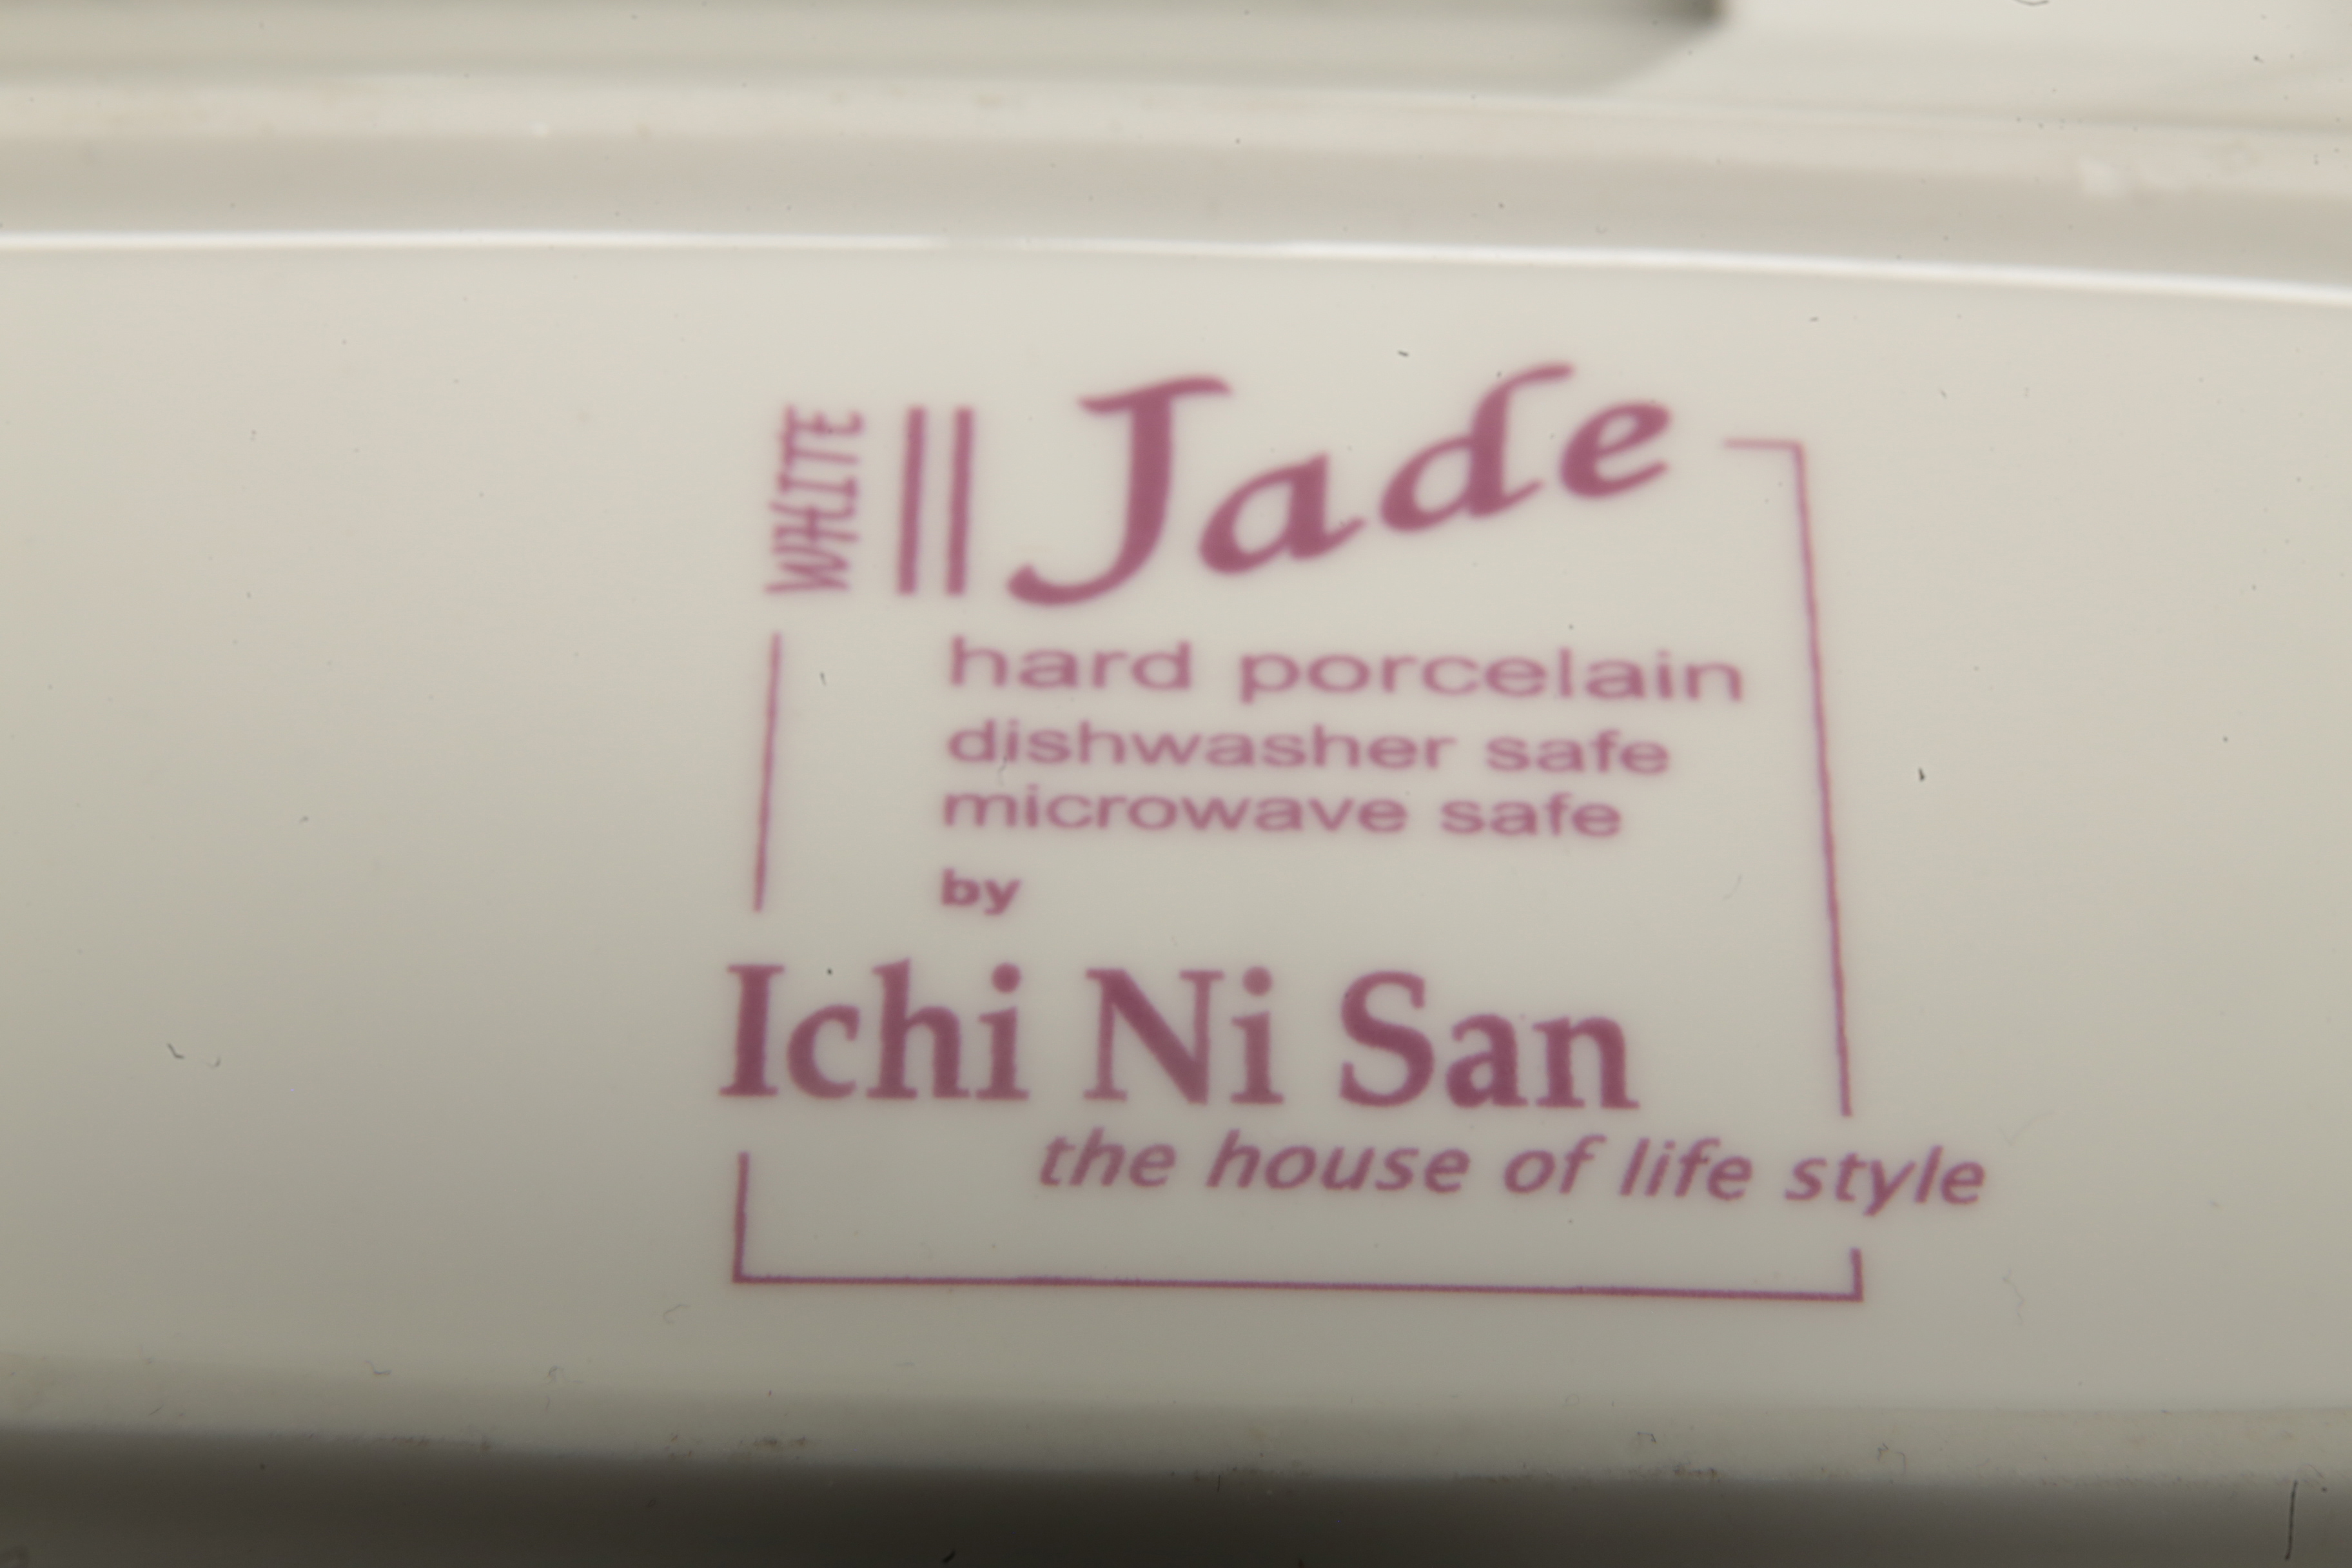 WHITE
Jade
hard porcelain
dishwasher safe
microwave safe
by
Ichi Ni San
the house of life style